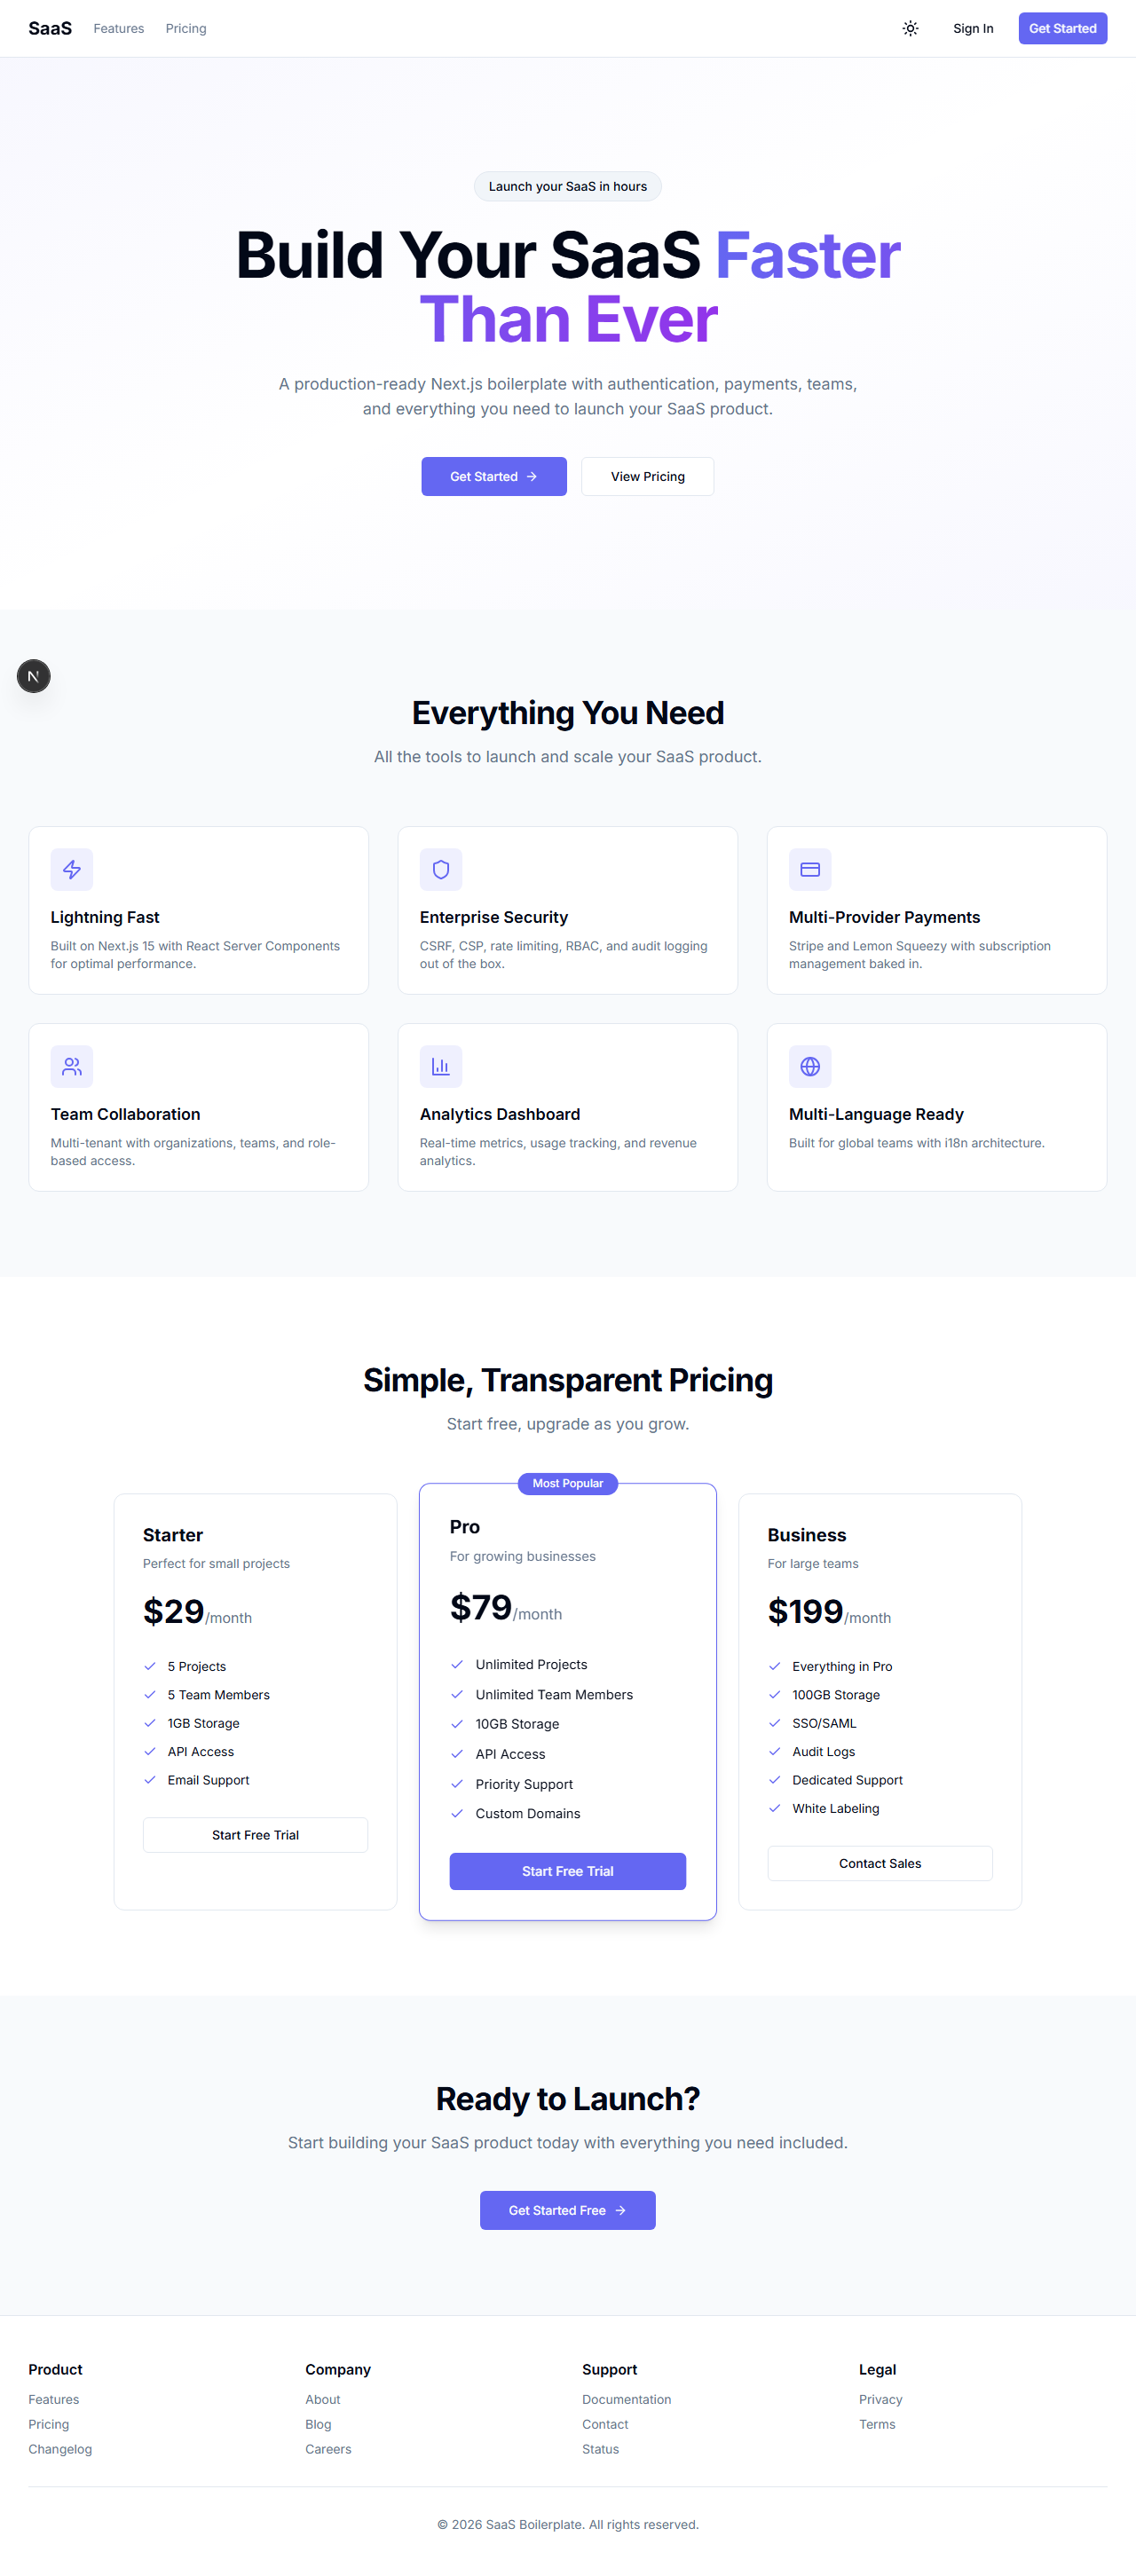 SaaS Features Pricing Sign In Get Started
Launch your SaaS in hours
Build Your SaaS Faster
Than Ever
A production-ready Next.js boilerplate with authentication, payments, teams,
and everything you need to launch your SaaS product.
Get Started → View Pricing
N
Everything You Need
All the tools to launch and scale your SaaS product.
Lightning Fast
Built on Next.js 15 with React Server Components
for optimal performance.
Enterprise Security
CSRF, CSP, rate limiting, RBAC, and audit logging
out of the box.
Multi-Provider Payments
Stripe and Lemon Squeezy with subscription
management baked in.
Team Collaboration
Multi-tenant with organizations, teams, and role-
based access.
Analytics Dashboard
Real-time metrics, usage tracking, and revenue
analytics.
Multi-Language Ready
Built for global teams with i18n architecture.
Simple, Transparent Pricing
Start free, upgrade as you grow.
Starter
Perfect for small projects
$29/month
5 Projects
5 Team Members
1GB Storage
API Access
Email Support
Start Free Trial
Most Popular
Pro
For growing businesses
$79/month
Unlimited Projects
Unlimited Team Members
10GB Storage
API Access
Priority Support
Custom Domains
Start Free Trial
Business
For large teams
$199/month
Everything in Pro
100GB Storage
SSO/SAML
Audit Logs
Dedicated Support
White Labeling
Contact Sales
Ready to Launch?
Start building your SaaS product today with everything you need included.
Get Started Free →
Product
Features
Pricing
Changelog
Company
About
Blog
Careers
Support
Documentation
Contact
Status
Legal
Privacy
Terms
© 2026 SaaS Boilerplate. All rights reserved.